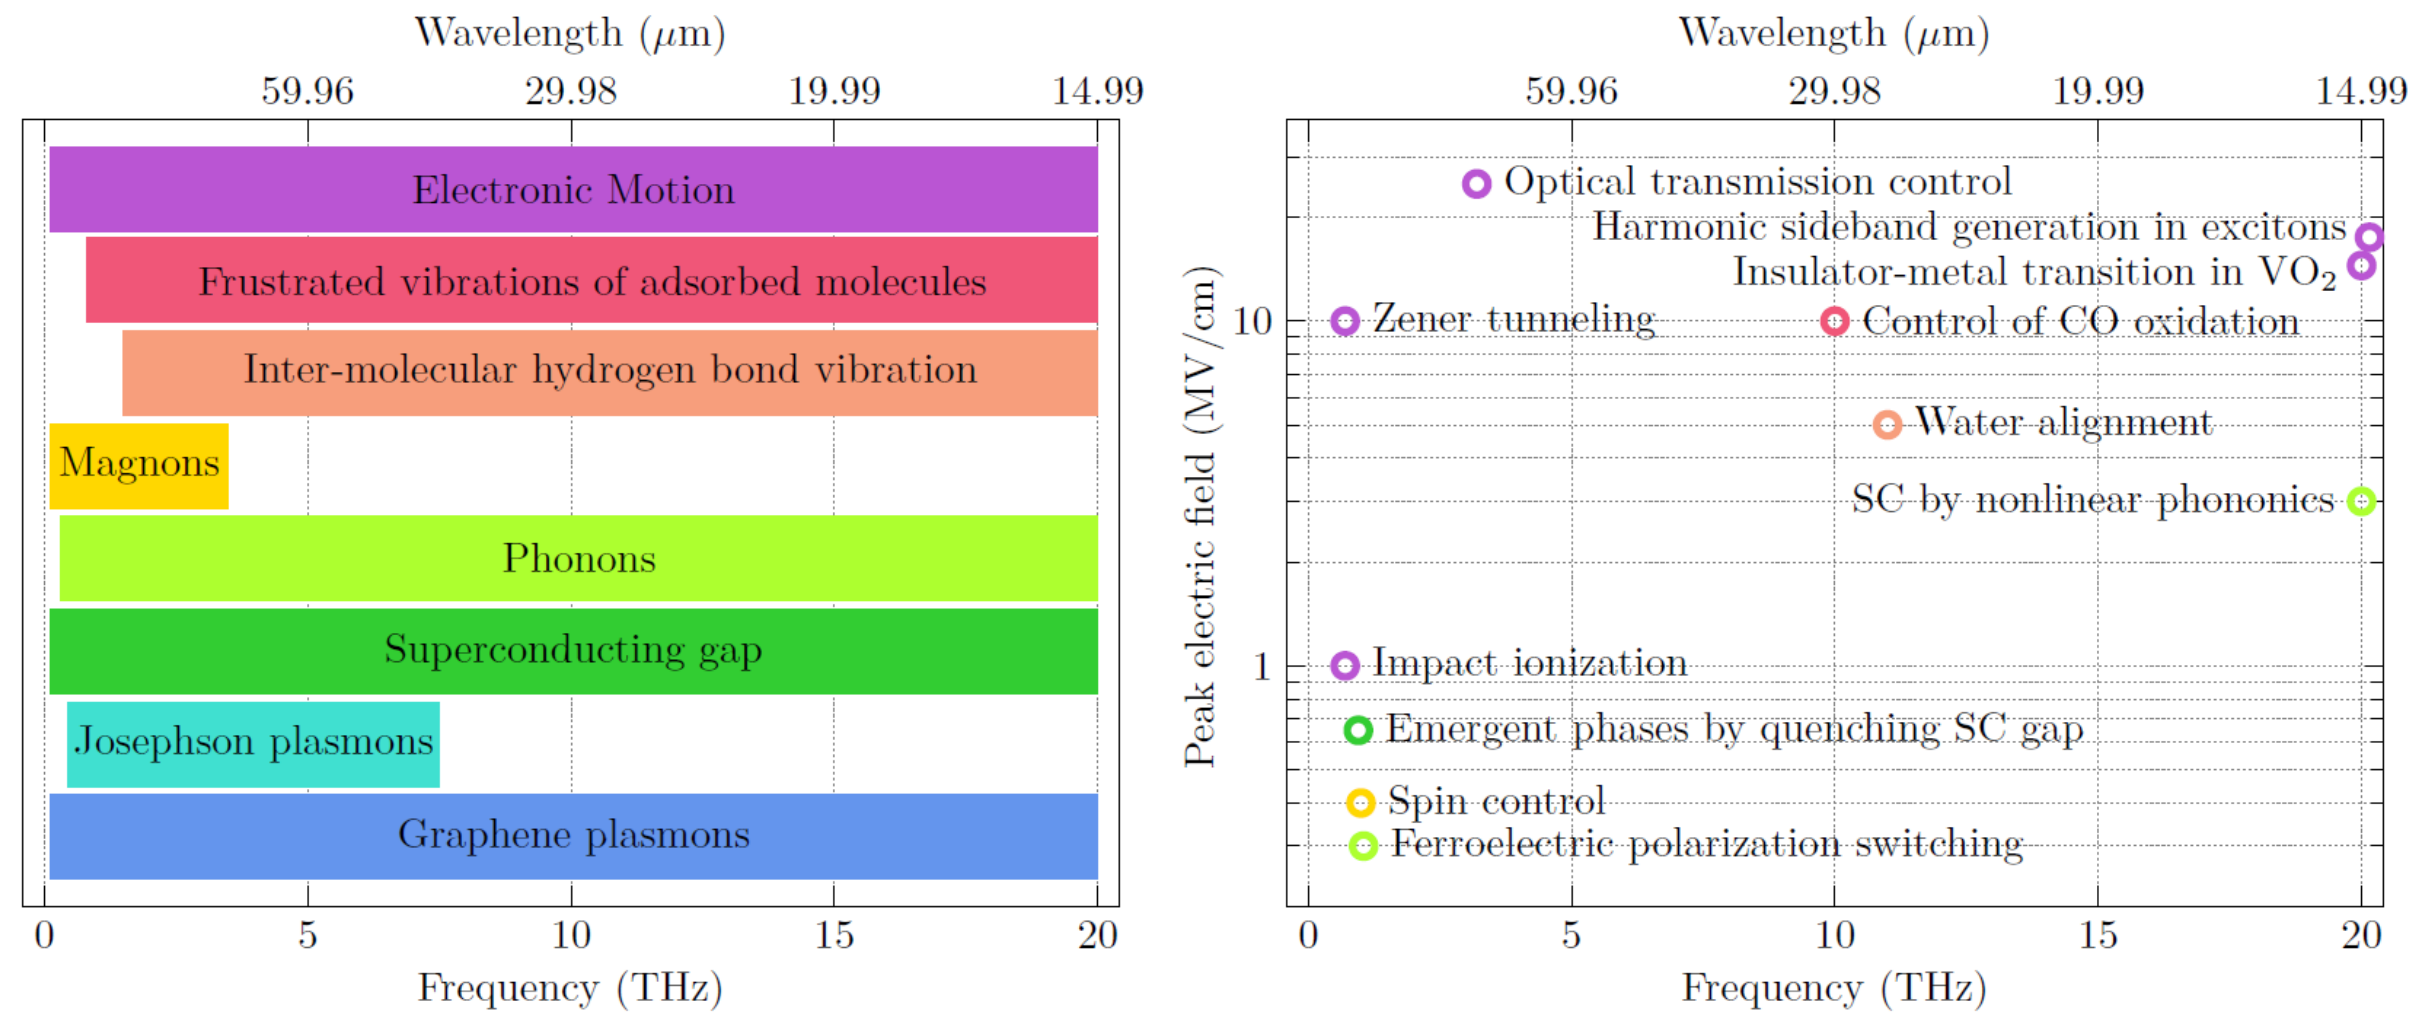 Wavelength (μm)
59.96 29.98 19.99 14.99
Electronic Motion
Frustrated vibrations of adsorbed molecules
Inter-molecular hydrogen bond vibration
Magnons
Phonons
Superconducting gap
Josephson plasmons
Graphene plasmons
0 5 10 15 20
Frequency (THz)
Wavelength (μm)
59.96 29.98 19.99 14.99
Peak electric field (MV/cm)
10
1
Optical transmission control
Harmonic sideband generation in excitons
Insulator-metal transition in VO₂
Zener tunneling
Control of CO oxidation
Water alignment
SC by nonlinear phononics
Impact ionization
Emergent phases by quenching SC gap
Spin control
Ferroelectric polarization switching
0 5 10 15 20
Frequency (THz)